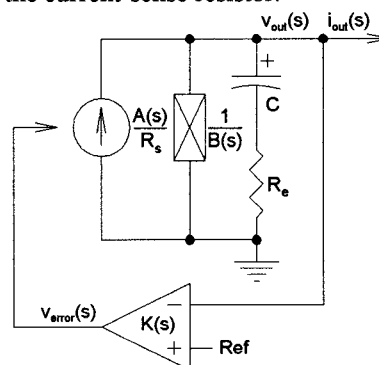 the current-sense resistor.
v_out(s) i_out(s)
+
C
A(s)
R_s
1
B(s)
R_e
v_error(s)
K(s)
−
+
Ref